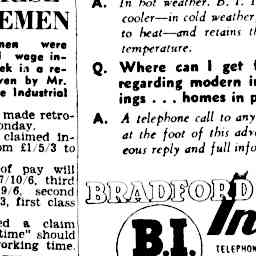 EMEN
nen were
wage in-
ek in a re-
ven by Mr.
e Industrial
made retro-
onday.
claimed in-
om £1/5/3 to
of pay will
7/10/6, third
9/6, second
3, first class
ed a claim
time" should
orking time.
A. In hot weather, B. I.
cooler—in cold weather
to heat—and retains th
temperature.
Q. Where can I get f
regarding modern in
ings . . . homes in p
A. A telephone call to any
at the foot of this adv
eous reply and full info
BRADFORD
In
B.I.
TELEPHON